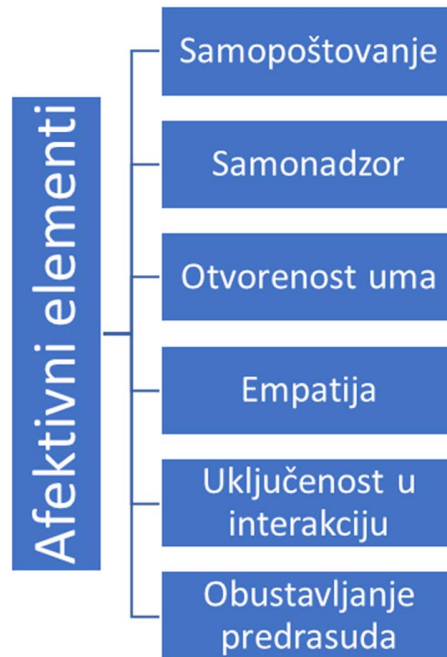 Afektivni elementi
Samopoštovanje
Samonadzor
Otvorenost uma
Empatija
Uključenost u
interakciju
Obustavljanje
predrasuda